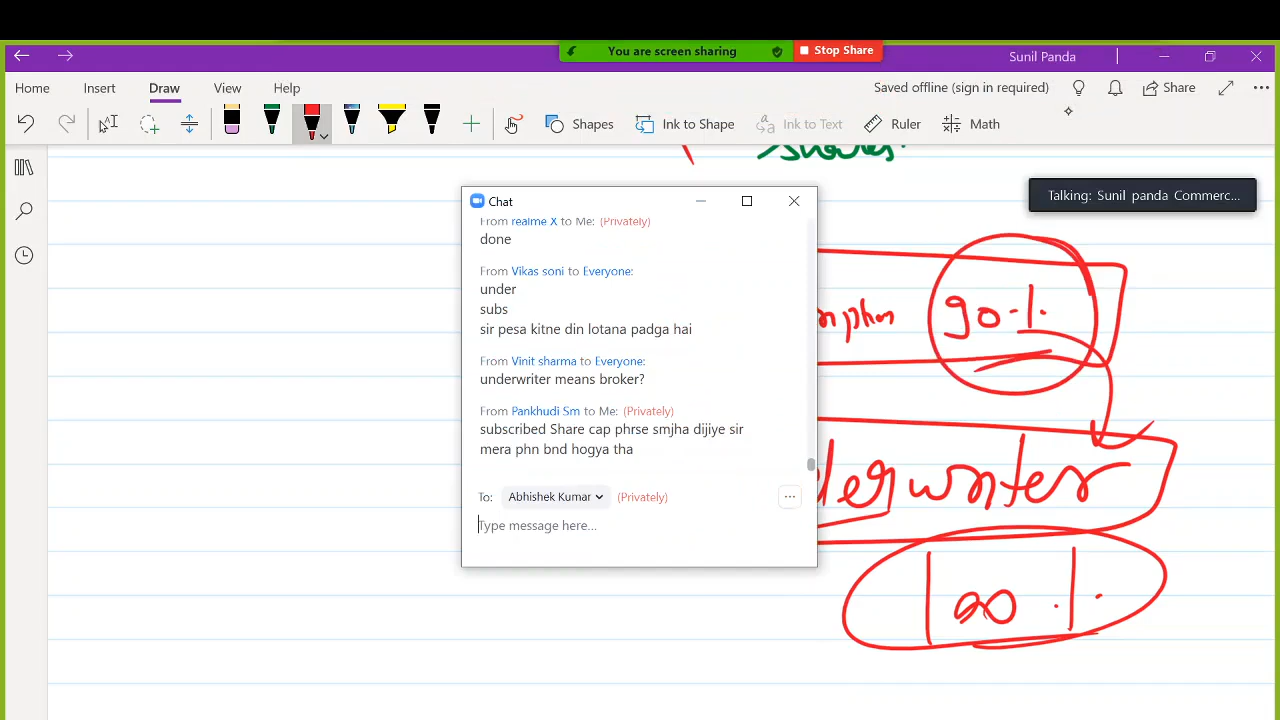 You are screen sharing
Stop Share
Sunil Panda
Home Insert Draw View Help
Saved offline (sign in required)
Share
Shapes
Ink to Shape
Ink to Text
Ruler
Math
shares
Talking: Sunil panda Commerc...
Chat
From realme X to Me: (Privately)
done
From Vikas soni to Everyone:
under
subs
sir pesa kitne din lotana padga hai
From Vinit sharma to Everyone:
underwriter means broker?
From Pankhudi Sm to Me: (Privately)
subscribed Share cap phrse smjha dijiye sir
mera phn bnd hogya tha
To: Abhishek Kumar (Privately)
Type message here...
90%
derwriter